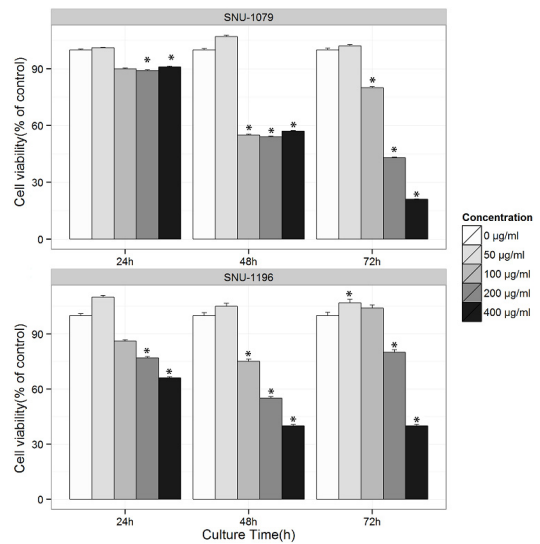 SNU-1079
Cell viability(% of control)
90
60
30
0
* *
* * *
* * *
24h 48h 72h
SNU-1196
Cell viability(% of control)
90
60
30
0
* *
* * *
* * *
24h 48h 72h
Culture Time(h)
Concentration
0 µg/ml
50 µg/ml
100 µg/ml
200 µg/ml
400 µg/ml